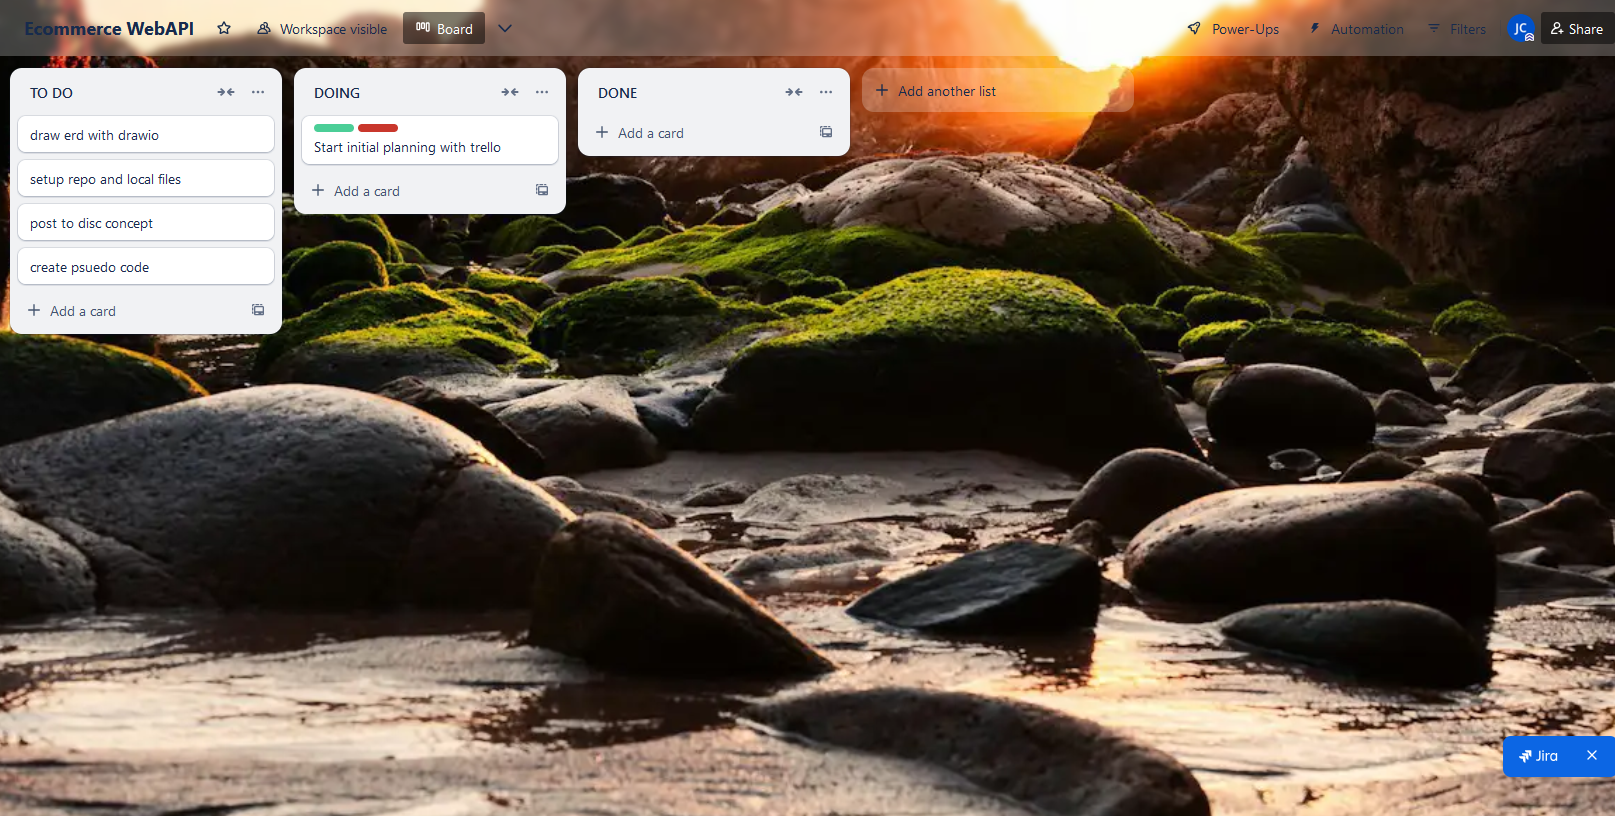 Ecommerce WebAPI
Workspace visible
Board
Power-Ups
Automation
Filters
JC
Share
TO DO
draw erd with drawio
setup repo and local files
post to disc concept
create psuedo code
Add a card
DOING
Start initial planning with trello
Add a card
DONE
Add a card
Add another list
Jira